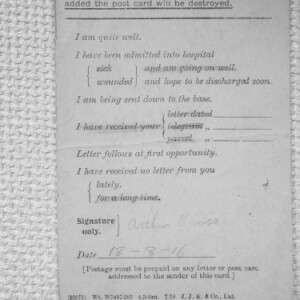 added the post card will be destroyed.
I am quite well.
I have been admitted into hospital
sick and am going on well.
wounded and hope to be discharged soon.
I am being sent down to the base.
letter dated
I have received your telegram „
parcel „
Letter follows at first opportunity.
I have received no letter from you
lately.
for a long time.
Signature only. Arthur
Date 18-8-16
[Postage must be prepaid on any letter or post card
addressed to the sender of this card.]
J. J. K. & Co., Ltd.